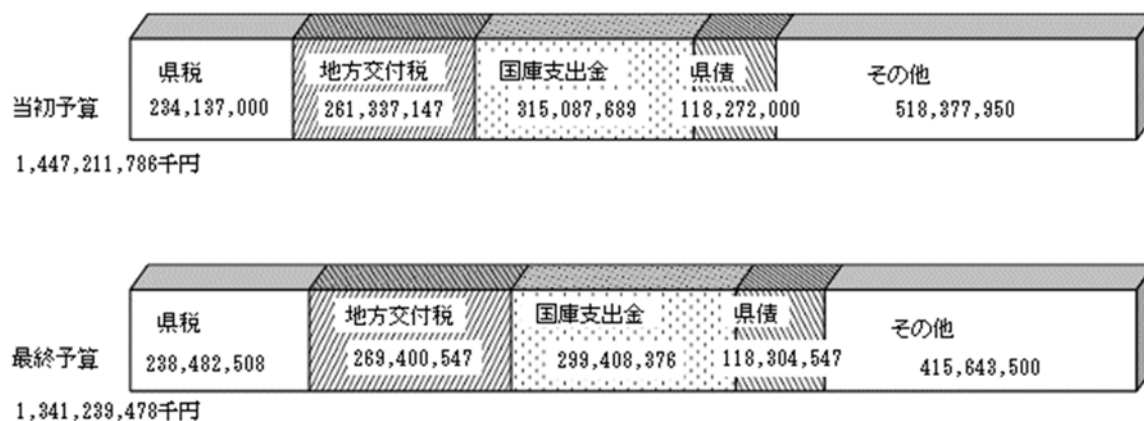 県税 地方交付税 国庫支出金 県債 その他
当初予算 234,137,000 261,337,147 315,087,689 118,272,000 518,377,950
1,447,211,786千円
県税 地方交付税 国庫支出金 県債 その他
最終予算 238,482,508 269,400,547 299,408,376 118,304,547 415,643,500
1,341,239,478千円